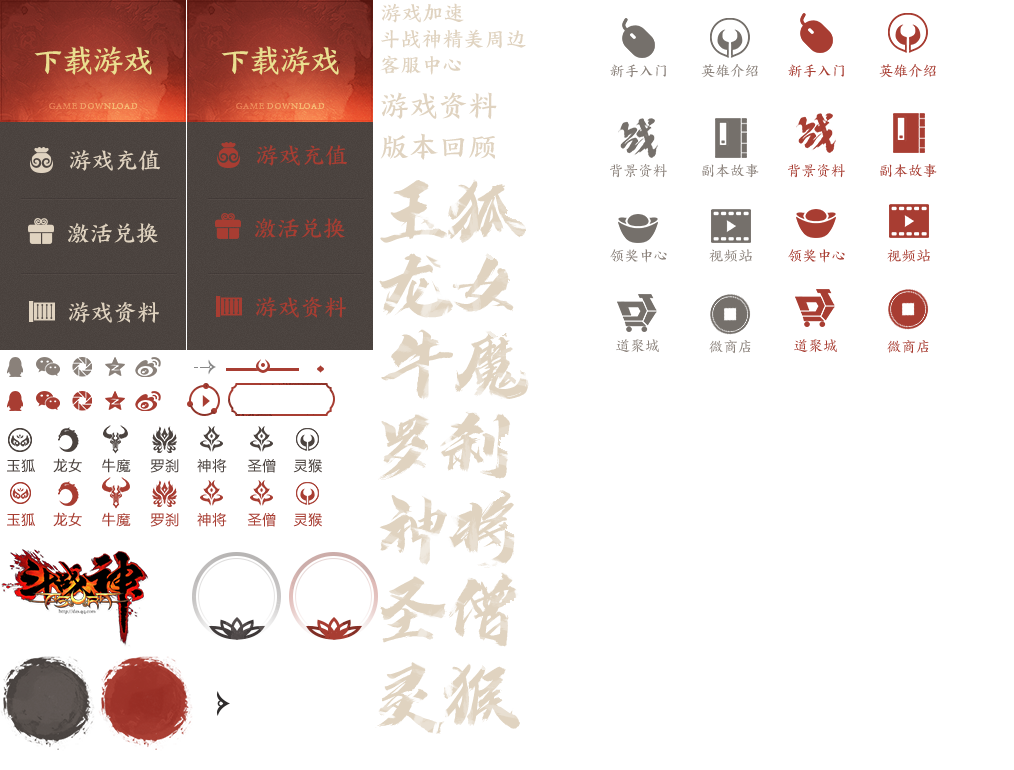 下载游戏
GAME DOWNLOAD
游戏充值
激活兑换
游戏资料
下载游戏
GAME DOWNLOAD
游戏充值
激活兑换
游戏资料
游戏加速
斗战神精美周边
客服中心
游戏资料
版本回顾
王狐
龙女
牛魔
罗刹
神将
圣僧
灵猴
新手入门 英雄介绍 新手入门 英雄介绍
背景资料 副本故事 背景资料 副本故事
领奖中心 视频站 领奖中心 视频站
道聚城 微商店 道聚城 微商店
玉狐 龙女 牛魔 罗刹 神将 圣僧 灵猴
玉狐 龙女 牛魔 罗刹 神将 圣僧 灵猴
斗战神
http://dzs.qq.com